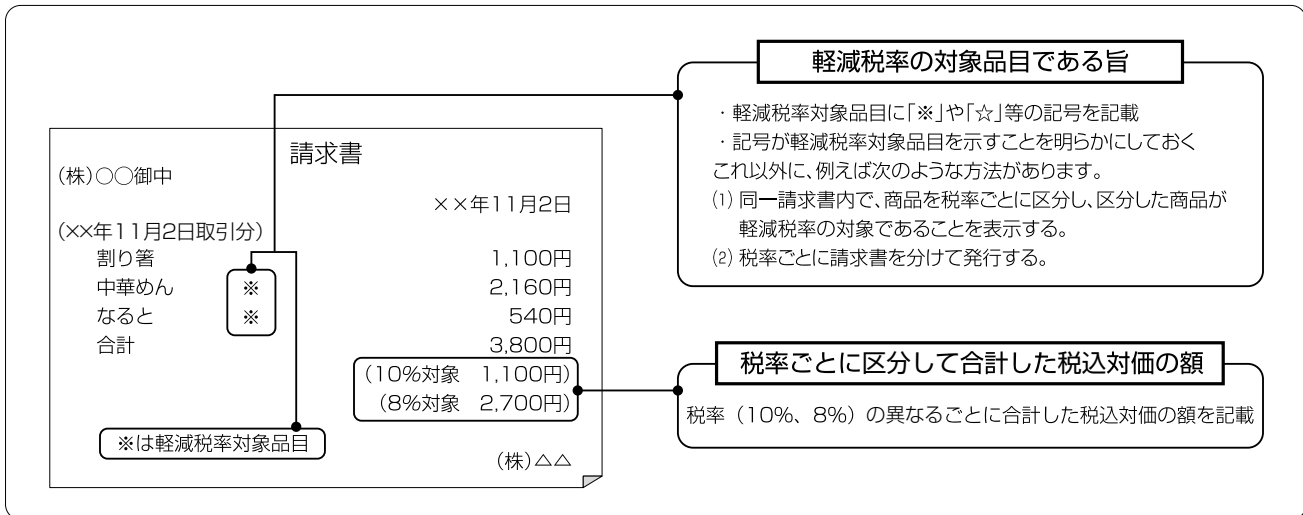 請求書
(株)○○御中
××年11月2日
(××年11月2日取引分)
割り箸 1,100円
中華めん ※ 2,160円
なると ※ 540円
合計 3,800円
(10%対象 1,100円)
(8%対象 2,700円)
※は軽減税率対象品目
(株)△△
軽減税率の対象品目である旨
・軽減税率対象品目に「※」や「☆」等の記号を記載
・記号が軽減税率対象品目を示すことを明らかにしておく
これ以外に、例えば次のような方法があります。
⑴ 同一請求書内で、商品を税率ごとに区分し、区分した商品が
軽減税率の対象であることを表示する。
⑵ 税率ごとに請求書を分けて発行する。
税率ごとに区分して合計した税込対価の額
税率（10%、8%）の異なるごとに合計した税込対価の額を記載